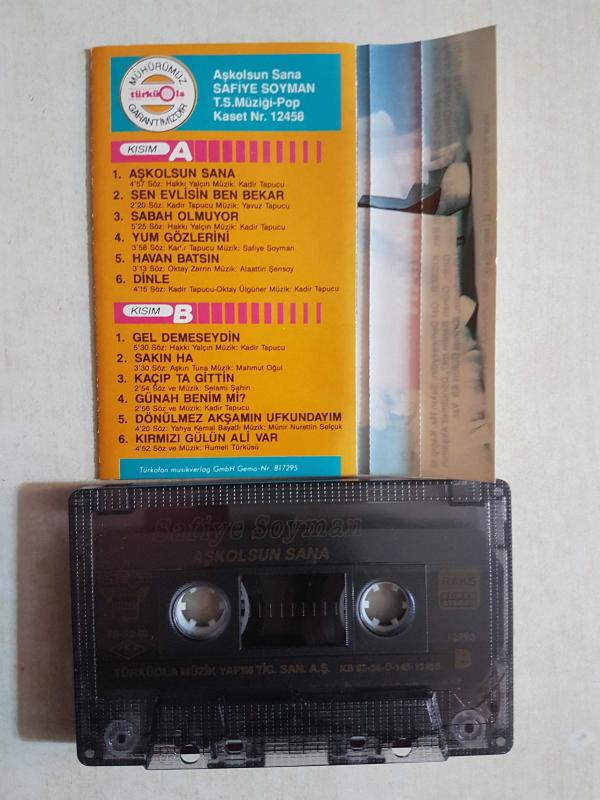 MÜHÜRÜMÜZ
türküola
GARANTİMİZDİR
Aşkolsun Sana
SAFİYE SOYMAN
T.S.Müziği-Pop
Kaset Nr. 12458
KISIM A
1. AŞKOLSUN SANA
4'57 Söz: Hakkı Yalçın Müzik: Kadir Tapucu
2. SEN EVLİSİN BEN BEKAR
2'20 Söz: Kadir Tapucu Müzik: Yavuz Tapucu
3. SABAH OLMUYOR
5'25 Söz: Hakkı Yalçın Müzik: Kadir Tapucu
4. YUM GÖZLERİNİ
3'58 Söz: Kadir Tapucu Müzik: Safiye Soyman
5. HAVAN BATSIN
3'13 Söz: Oktay Zerrin Müzik: Alaattin Şensoy
6. DİNLE
4'15 Söz: Kadir Tapucu-Oktay Ülgüner Müzik: Kadir Tapucu
KISIM B
1. GEL DEMESEYDİN
5'30 Söz: Hakkı Yalçın Müzik: Kadir Tapucu
2. SAKIN HA
3'30 Söz: Aşkın Tuna Müzik: Mahmut Oğul
3. KAÇIP TA GİTTİN
2'54 Söz ve Müzik: Selami Şahin
4. GÜNAH BENİM Mİ?
2'56 Söz ve Müzik: Kadir Tapucu
5. DÖNÜLMEZ AKŞAMIN UFKUNDAYIM
4'20 Söz: Yahya Kemal Bayatlı Müzik: Münir Nurettin Selçuk
6. KIRMIZI GÜLÜN ALİ VAR
4'52 Söz ve Müzik: Rumeli Türküsü
Türkofon musikverlag GmbH Gema-Nr. 817295
Safiye Soyman
AŞKOLSUN SANA
RAKS
B
TÜRKÜOLA MÜZİK YAPIM TİC. SAN. A.Ş.